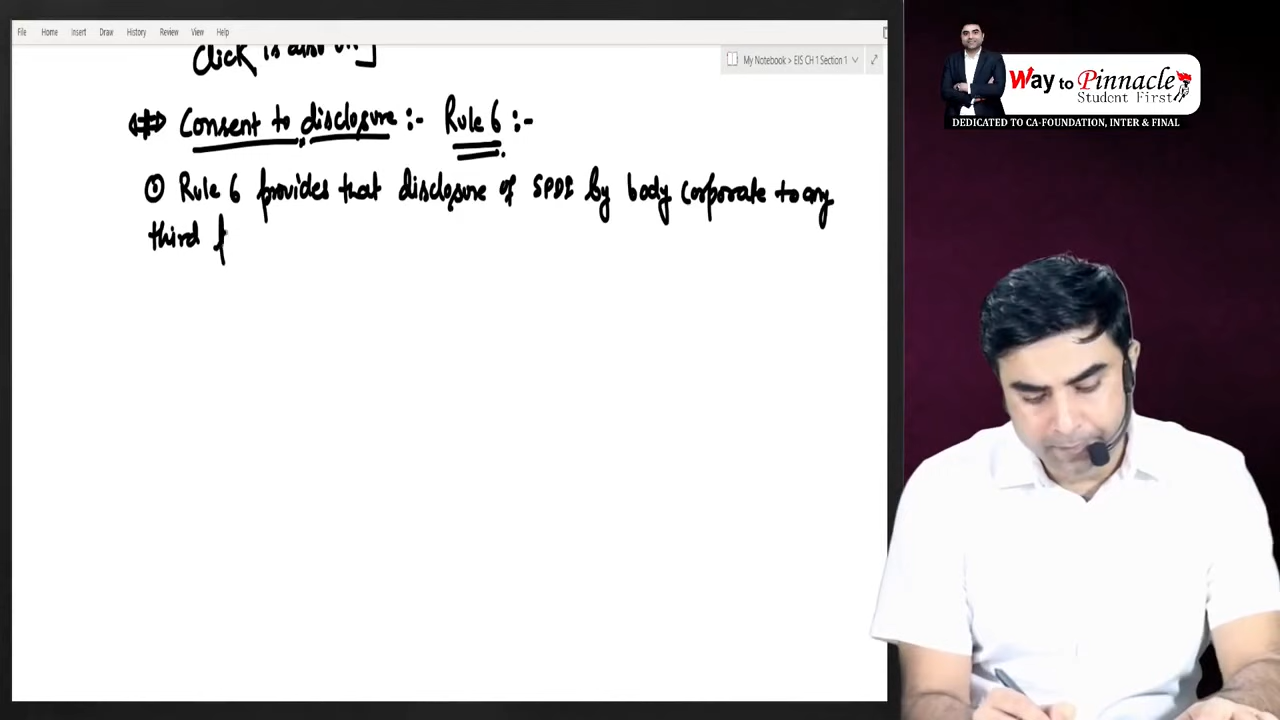 File Home Insert Draw History Review View Help
Click is also
My Notebook > EIS CH 1 Section 1
Consent to disclosure :- Rule 6 :-
① Rule 6 provides that disclosure of SPDI by body corporate to any
third
Way to Pinnacle
Student First
DEDICATED TO CA-FOUNDATION, INTER & FINAL